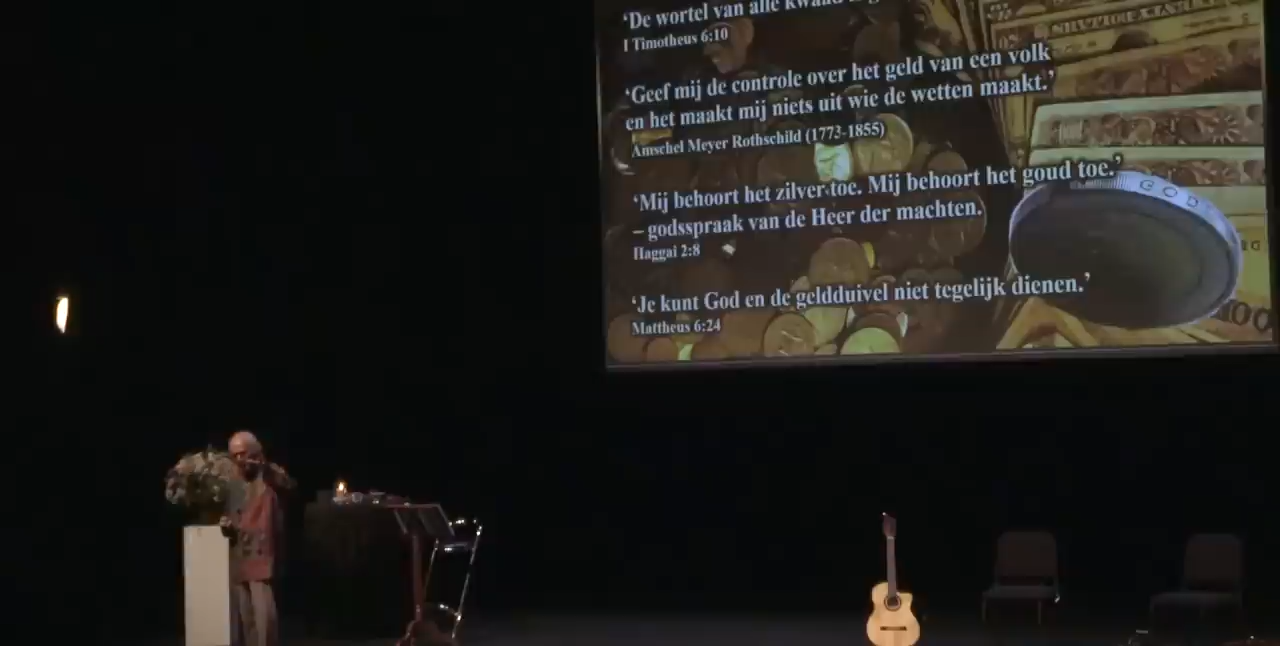 ‘De wortel van alle kwaad
I Timotheus 6:10
‘Geef mij de controle over het geld van een volk
en het maakt mij niets uit wie de wetten maakt.’
Amschel Meyer Rothschild (1773-1855)
‘Mij behoort het zilver toe. Mij behoort het goud toe.’
– godsspraak van de Heer der machten.
Haggai 2:8
‘Je kunt God en de geldduivel niet tegelijk dienen.’
Mattheus 6:24
GOD